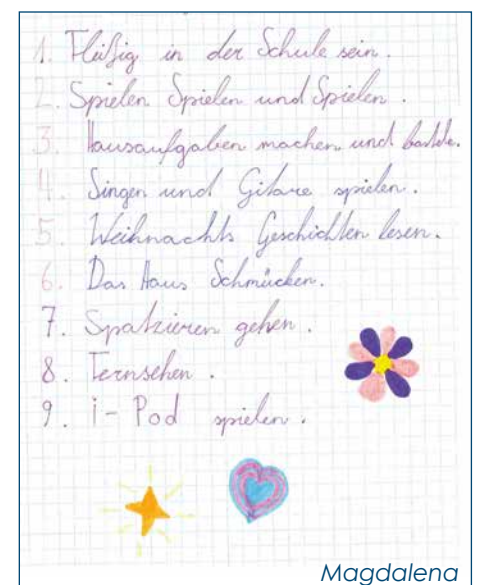 1. Fleißig in der Schule sein.
2. Spielen Spielen und Spielen.
3. Hausaufgaben machen und
4. Singen und Gitare spielen.
5. Weihnachts Geschichten lesen.
6. Das Haus Schmücken.
7. Spatzieren gehen.
8. Fernsehen.
9. i-Pod spielen.
Magdalena